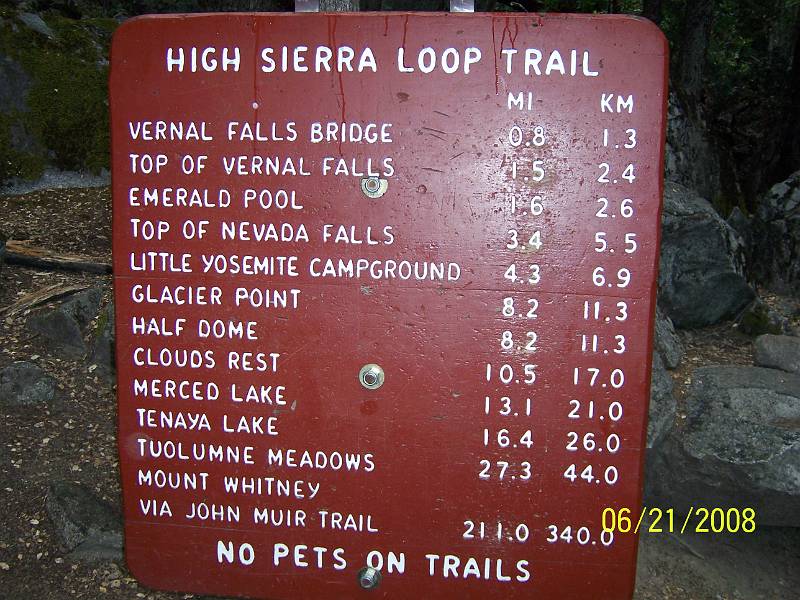 HIGH SIERRA LOOP TRAIL
MI KM
VERNAL FALLS BRIDGE 0.8 1.3
TOP OF VERNAL FALLS 1.5 2.4
EMERALD POOL 1.6 2.6
TOP OF NEVADA FALLS 3.4 5.5
LITTLE YOSEMITE CAMPGROUND 4.3 6.9
GLACIER POINT 8.2 11.3
HALF DOME 8.2 11.3
CLOUDS REST 10.5 17.0
MERCED LAKE 13.1 21.0
TENAYA LAKE 16.4 26.0
TUOLUMNE MEADOWS 27.3 44.0
MOUNT WHITNEY
VIA JOHN MUIR TRAIL 211.0 340.0
NO PETS ON TRAILS
06/21/2008